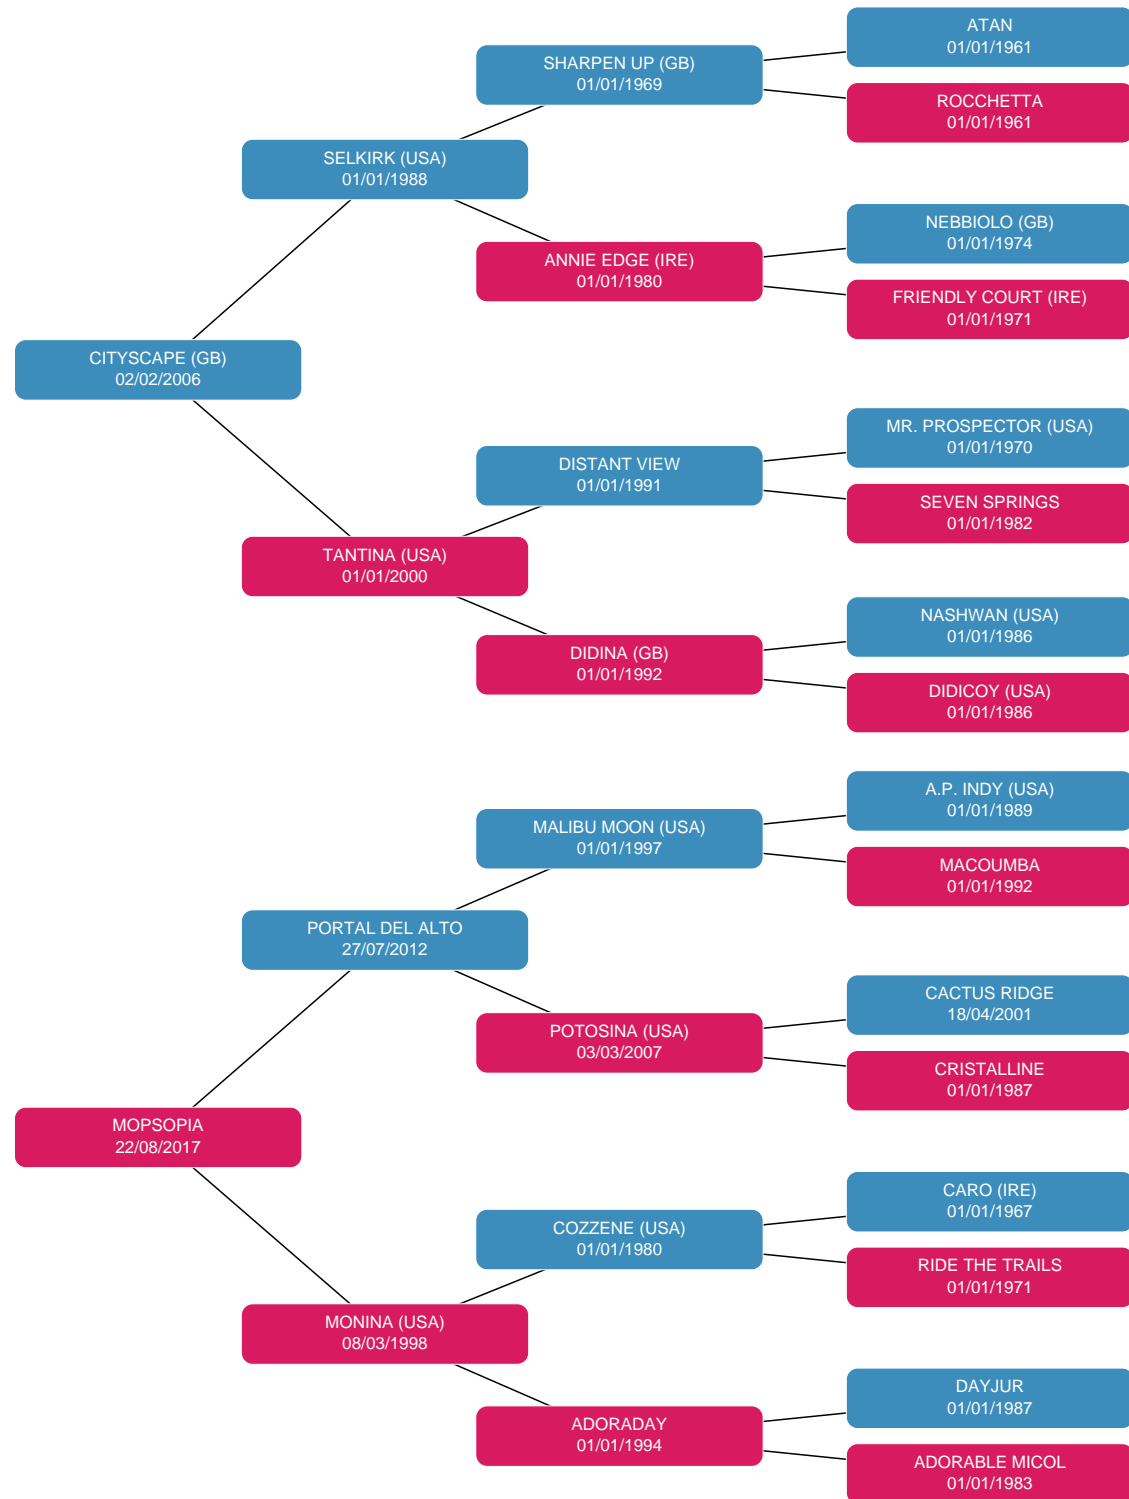 ATAN
01/01/1961
SHARPEN UP (GB)
01/01/1969
ROCCHETTA
01/01/1961
SELKIRK (USA)
01/01/1988
NEBBIOLO (GB)
01/01/1974
ANNIE EDGE (IRE)
01/01/1980
FRIENDLY COURT (IRE)
01/01/1971
CITYSCAPE (GB)
02/02/2006
MR. PROSPECTOR (USA)
01/01/1970
DISTANT VIEW
01/01/1991
SEVEN SPRINGS
01/01/1982
TANTINA (USA)
01/01/2000
NASHWAN (USA)
01/01/1986
DIDINA (GB)
01/01/1992
DIDICOY (USA)
01/01/1986
A.P. INDY (USA)
01/01/1989
MALIBU MOON (USA)
01/01/1997
MACOUMBA
01/01/1992
PORTAL DEL ALTO
27/07/2012
CACTUS RIDGE
18/04/2001
POTOSINA (USA)
03/03/2007
CRISTALLINE
01/01/1987
MOPSOPIA
22/08/2017
CARO (IRE)
01/01/1967
COZZENE (USA)
01/01/1980
RIDE THE TRAILS
01/01/1971
MONINA (USA)
08/03/1998
DAYJUR
01/01/1987
ADORADAY
01/01/1994
ADORABLE MICOL
01/01/1983